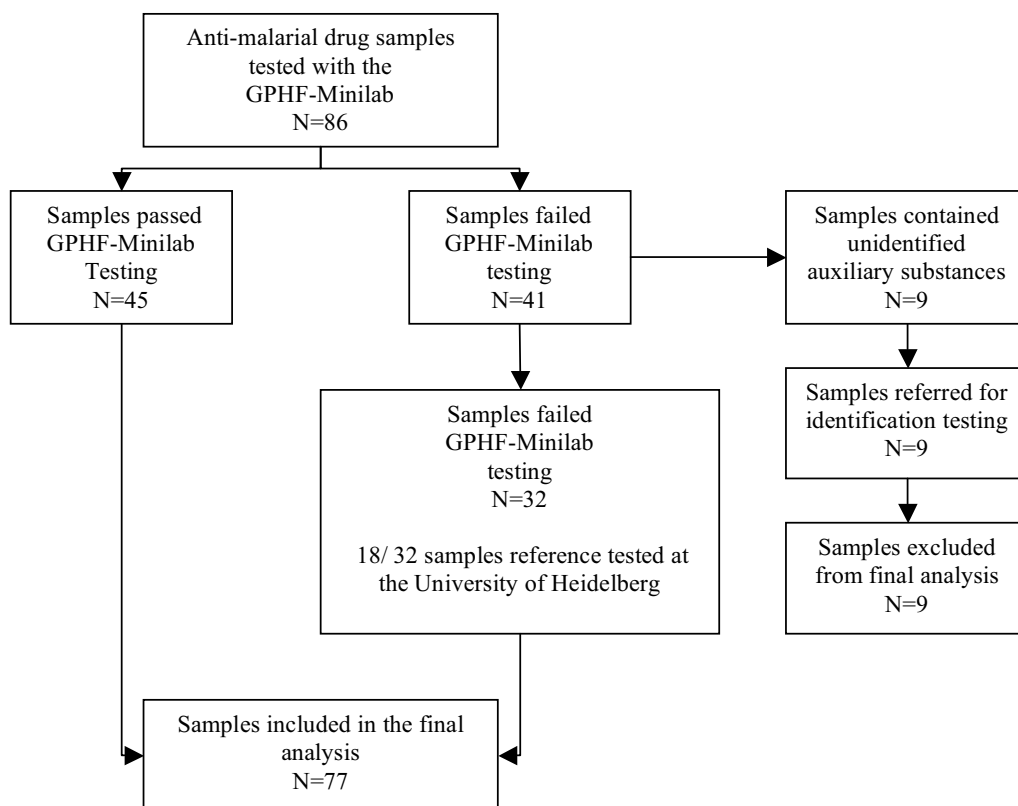 Anti-malarial drug samples
tested with the
GPHF-Minilab
N=86
Samples passed
GPHF-Minilab
Testing
N=45
Samples failed
GPHF-Minilab
testing
N=41
Samples contained
unidentified
auxiliary substances
N=9
Samples failed
GPHF-Minilab
testing
N=32
18/ 32 samples reference tested at
the University of Heidelberg
Samples referred for
identification testing
N=9
Samples excluded
from final analysis
N=9
Samples included in the final
analysis
N=77